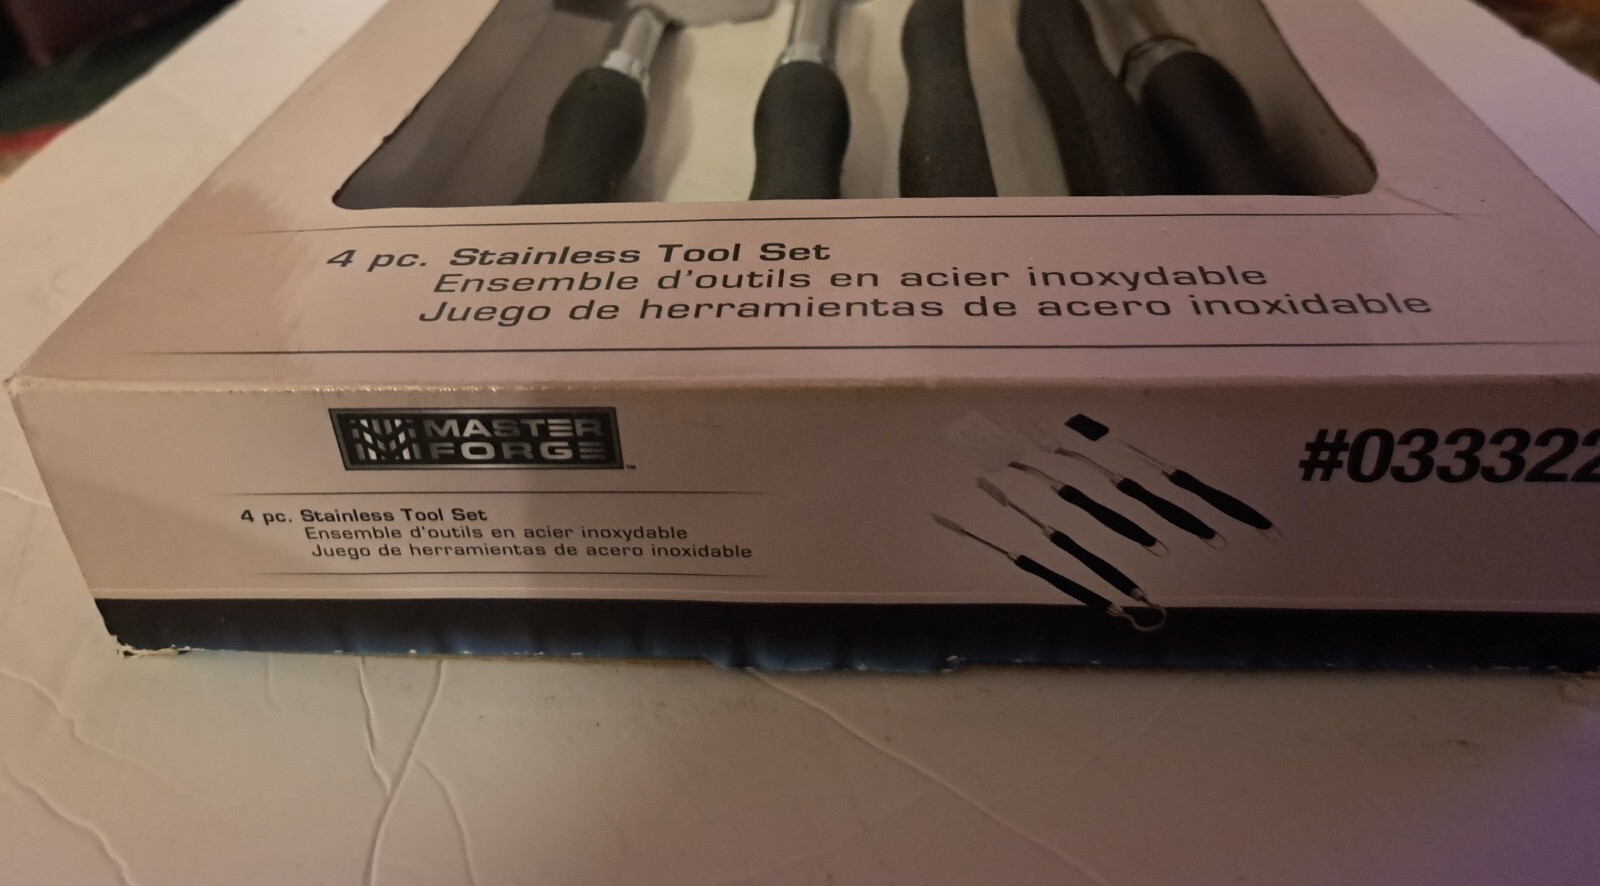 4 pc. Stainless Tool Set
Ensemble d'outils en acier inoxydable
Juego de herramientas de acero inoxidable
MASTER
FORGE™
4 pc. Stainless Tool Set
Ensemble d'outils en acier inoxydable
Juego de herramientas de acero inoxidable
#033322